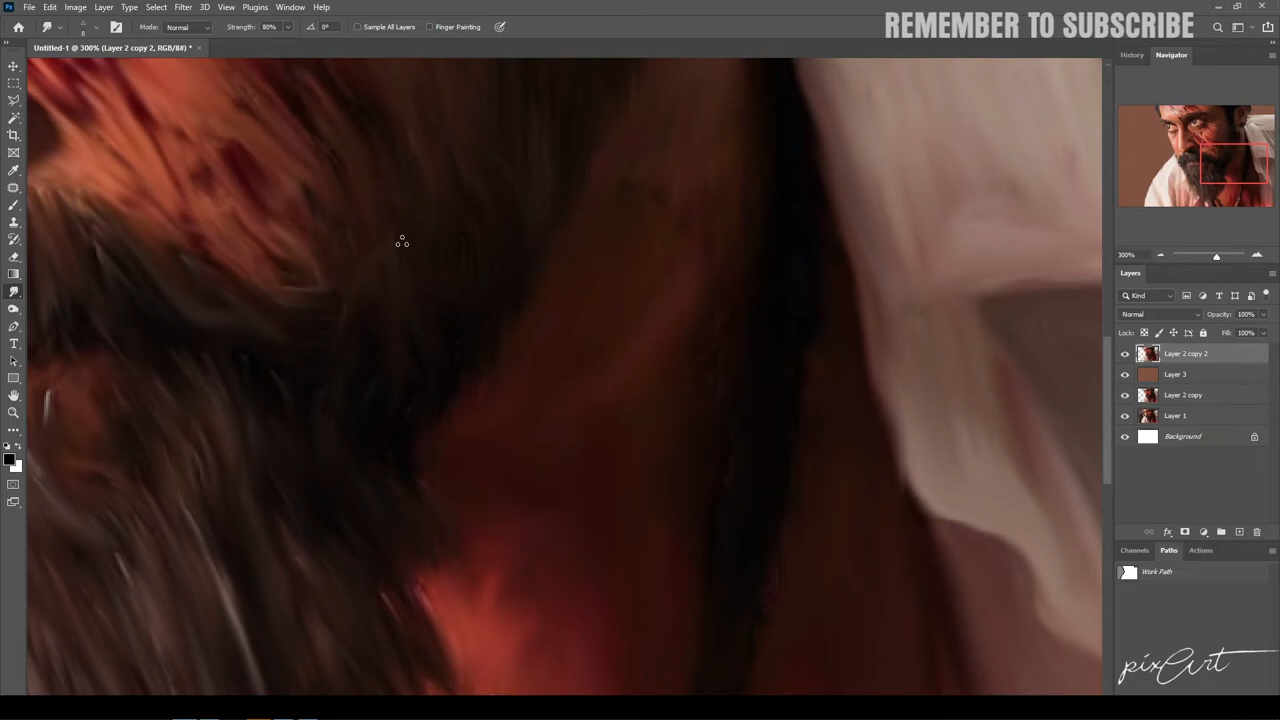 File Edit Image Layer Type Select Filter 3D View Plugins Window Help
REMEMBER TO SUBSCRIBE
8 Mode: Normal Strength: 80% 0° Sample All Layers Finger Painting
Untitled-1 @ 300% (Layer 2 copy 2, RGB/8#) *
History Navigator
300%
Layers
Kind
Normal Opacity: 100%
Lock: Fill: 100%
Layer 2 copy 2
Layer 3
Layer 2 copy
Layer 1
Background
Channels Paths Actions
Work Path
pixArt